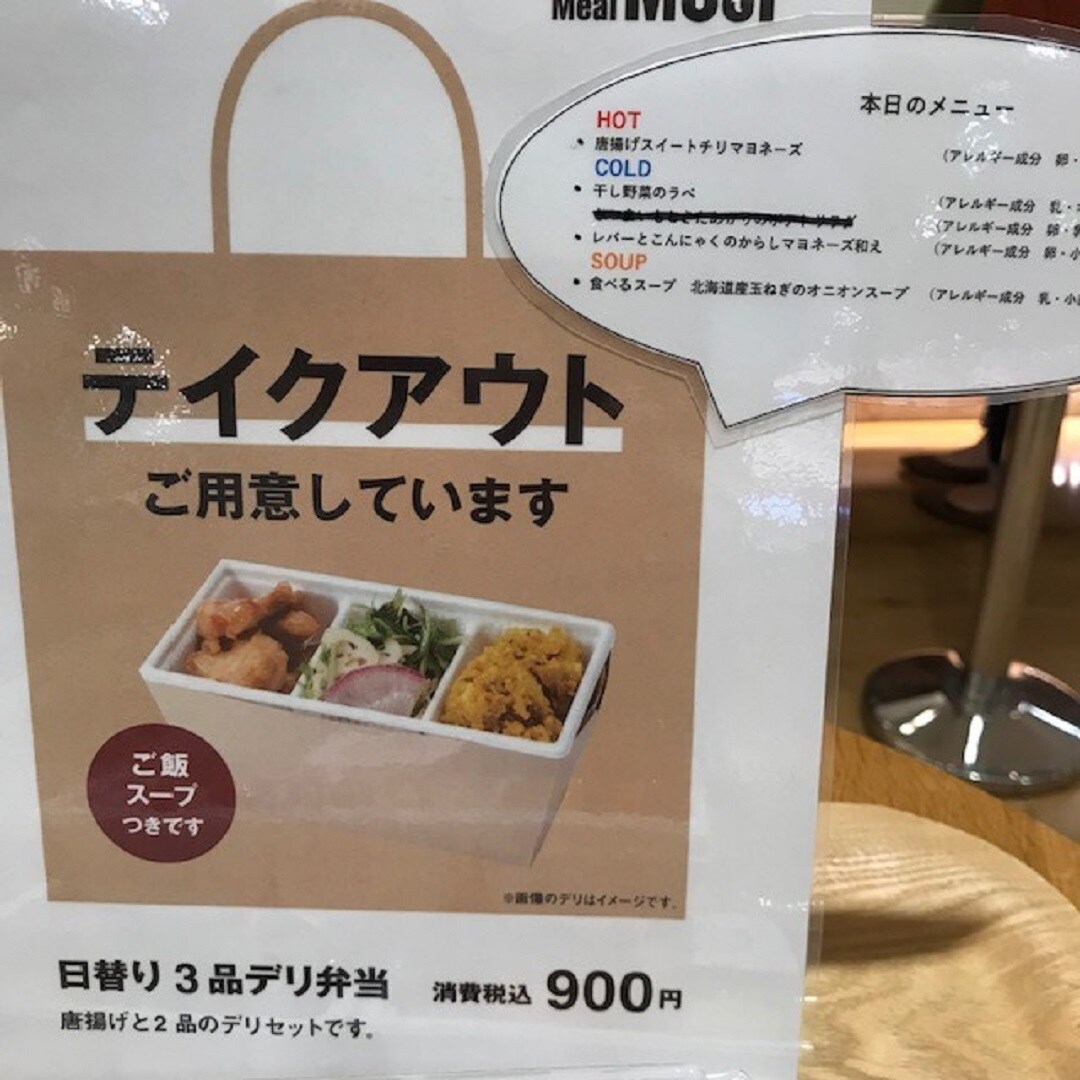 Meal MUJI
本日のメニュー
HOT
・唐揚げスイートチリマヨネーズ (アレルギー成分 卵・
COLD
・干し野菜のラペ (アレルギー成分 乳・
(アレルギー成分 卵・
・レバーとこんにゃくのからしマヨネーズ和え (アレルギー成分 卵・小
SOUP
・食べるスープ 北海道産玉ねぎのオニオンスープ (アレルギー成分 乳・小
テイクアウト
ご用意しています
ご飯
スープ
つきです
※画像のデリはイメージです。
日替り3品デリ弁当 消費税込 900円
唐揚げと2品のデリセットです。